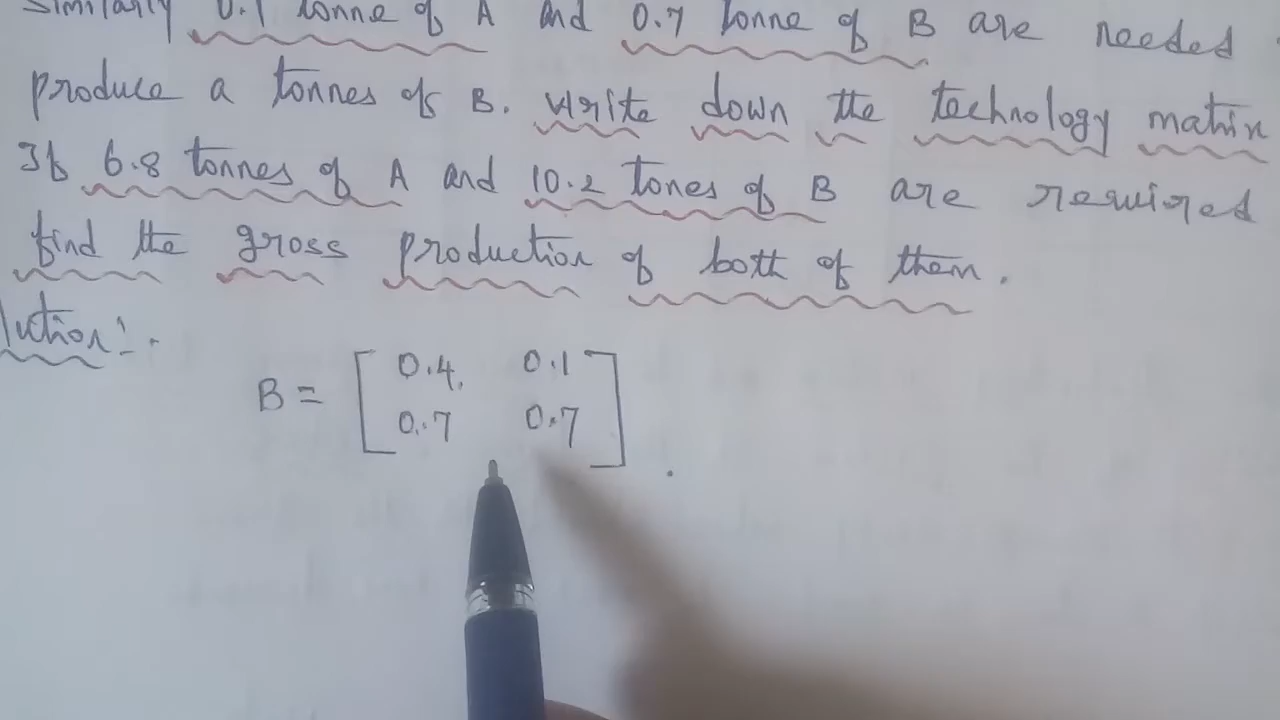 Similarly 0.1 tonne of A and 0.7 tonne of B are needed
produce a tonnes of B. Write down the technology matrix
If 6.8 tonnes of A and 10.2 tones of B are required
find the gross production of both of them.
lution:-
B = [ 0.4, 0.1
0.7 0.7 ]